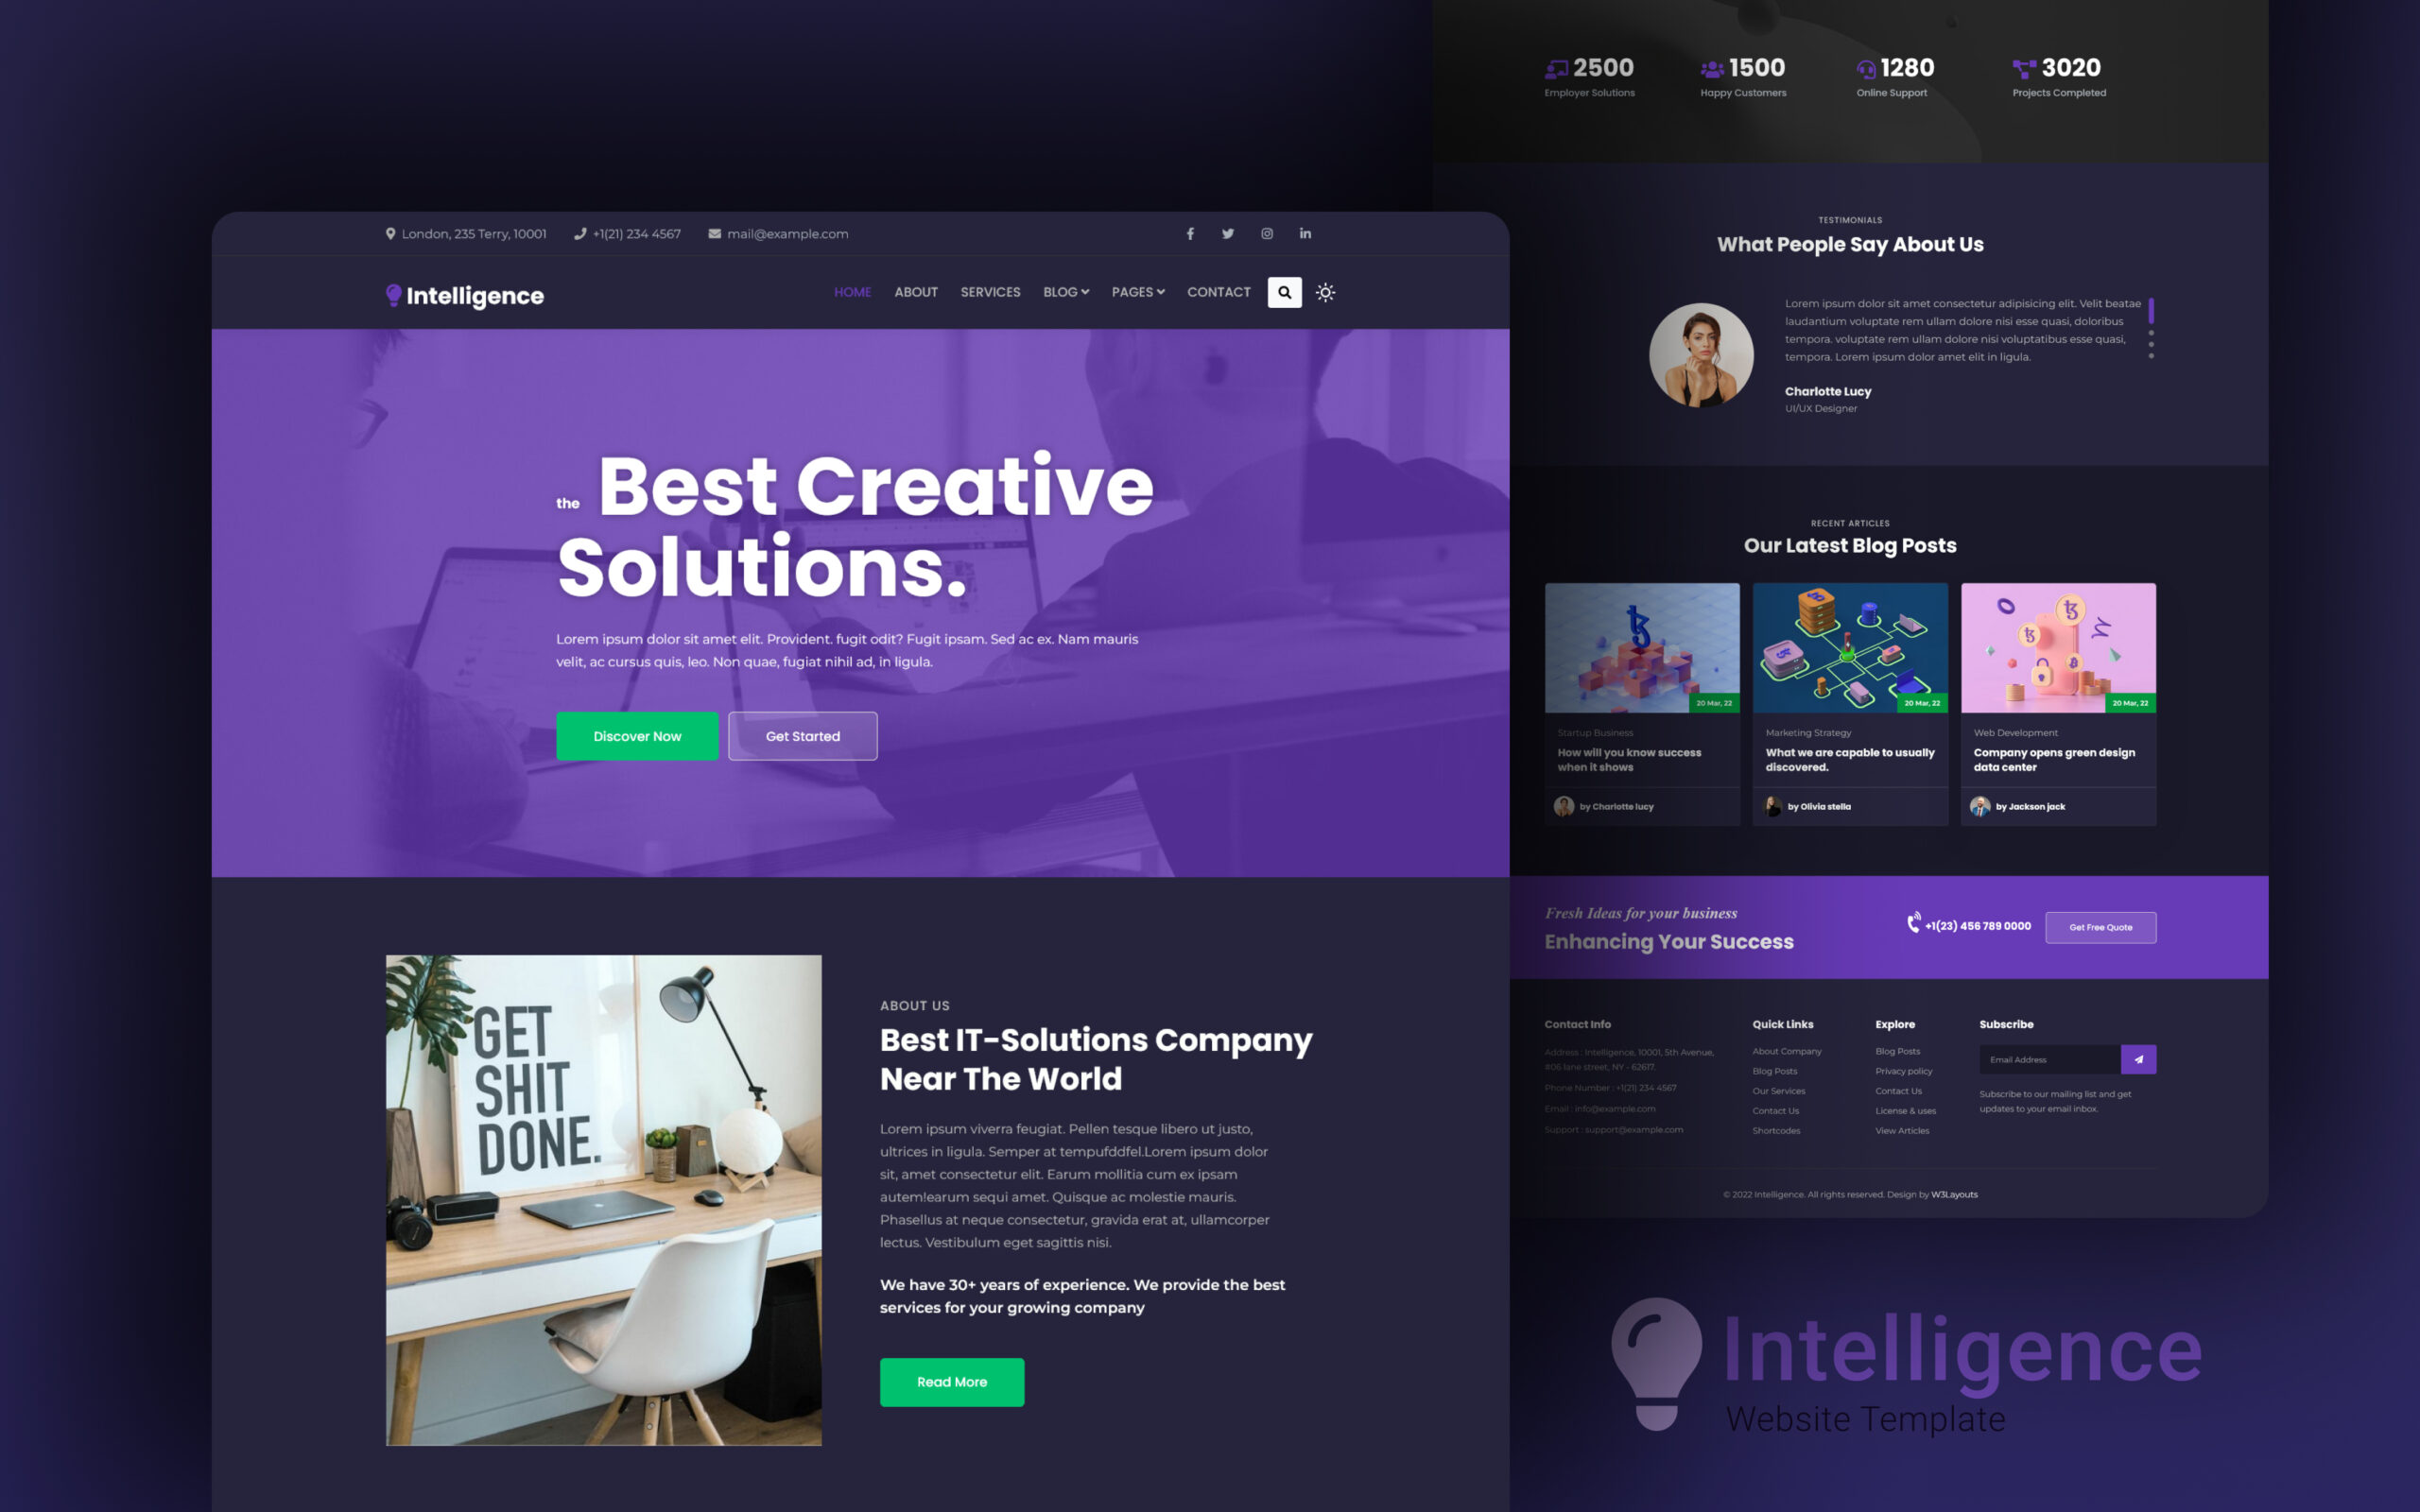 London, 235 Terry, 10001
+1(21) 234 4567
mail@example.com
Intelligence
HOME
ABOUT
SERVICES
BLOG
PAGES
CONTACT
the Best Creative
Solutions.
Lorem ipsum dolor sit amet elit. Provident. fugit odit? Fugit ipsam. Sed ac ex. Nam mauris
velit, ac cursus quis, leo. Non quae, fugiat nihil ad, in ligula.
Discover Now
Get Started
GET
SHIT
DONE.
ABOUT US
Best IT-Solutions Company
Near The World
Lorem ipsum viverra feugiat. Pellen tesque libero ut justo,
ultrices in ligula. Semper at tempufddfel.Lorem ipsum dolor
sit, amet consectetur elit. Earum mollitia cum ex ipsam
autem!earum sequi amet. Quisque ac molestie mauris.
Phasellus at neque consectetur, gravida erat at, ullamcorper
lectus. Vestibulum eget sagittis nisi.
We have 30+ years of experience. We provide the best
services for your growing company
Read More
2500
Employer Solutions
1500
Happy Customers
1280
Online Support
3020
Projects Completed
TESTIMONIALS
What People Say About Us
Lorem ipsum dolor sit amet consectetur adipisicing elit. Velit beatae
laudantium voluptate rem ullam dolore nisi esse quasi, doloribus
tempora. voluptate rem ullam dolore nisi voluptatibus esse quasi,
tempora. Lorem ipsum dolor amet elit in ligula.
Charlotte Lucy
UI/UX Designer
RECENT ARTICLES
Our Latest Blog Posts
20 Mar, 22
Startup Business
How will you know success
when it shows
by Charlotte lucy
20 Mar, 22
Marketing Strategy
What we are capable to usually
discovered.
by Olivia stella
20 Mar, 22
Web Development
Company opens green design
data center
by Jackson jack
Fresh Ideas for your business
Enhancing Your Success
+1(23) 456 789 0000
Get Free Quote
Contact Info
Address : Intelligence, 10001, 5th Avenue,
#06 lane street, NY - 62617.
Phone Number : +1(21) 234 4567
Email : info@example.com
Support : support@example.com
Quick Links
About Company
Blog Posts
Our Services
Contact Us
Shortcodes
Explore
Blog Posts
Privacy policy
Contact Us
License & uses
View Articles
Subscribe
Email Address
Subscribe to our mailing list and get
updates to your email inbox.
© 2022 Intelligence. All rights reserved. Design by W3Layouts
Intelligence
Website Template